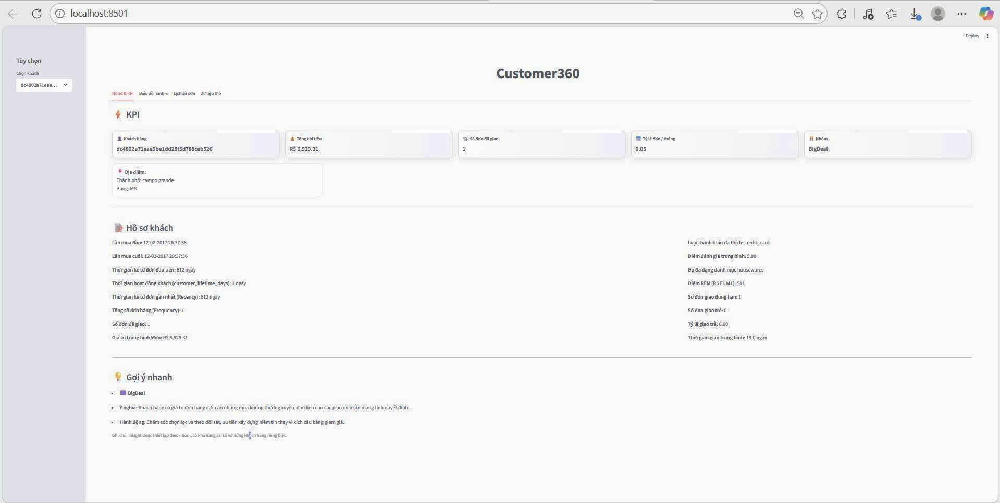 localhost:8501
Deploy
Tùy chọn
Chọn khách
dc4802a71eae...
Customer360
Hồ sơ & KPI
Biểu đồ hành vi
Lịch sử đơn
Dữ liệu thô
KPI
Khách hàng
dc4802a71eae9be1dd28f5d788ceb526
Tổng chi tiêu
R$ 6,929.31
Số đơn đã giao
1
Tỷ lệ đơn / tháng
0.05
Nhóm
BigDeal
Địa điểm:
Thành phố: campo grande
Bang: MS
Hồ sơ khách
Lần mua đầu: 12-02-2017 20:37:36
Lần mua cuối: 12-02-2017 20:37:36
Thời gian kể từ đơn đầu tiên: 612 ngày
Thời gian hoạt động khách (customer_lifetime_days): 1 ngày
Thời gian kể từ đơn gần nhất (Recency): 612 ngày
Tổng số đơn hàng (Frequency): 1
Số đơn đã giao: 1
Giá trị trung bình/đơn: R$ 6,929.31
Loại thanh toán ưa thích: credit_card
Điểm đánh giá trung bình: 5.00
Độ đa dạng danh mục housewares
Điểm RFM (R5 F1 M1): 511
Số đơn giao đúng hạn: 1
Số đơn giao trễ: 0
Tỷ lệ giao trễ: 0.00
Thời gian giao trung bình: 19.0 ngày
Gợi ý nhanh
BigDeal
Ý nghĩa: Khách hàng có giá trị đơn hàng cực cao nhưng mua không thường xuyên, đại diện cho các giao dịch lớn mang tính quyết định.
Hành động: Chăm sóc chọn lọc và theo dõi sát, ưu tiên xây dựng niềm tin thay vì kích cầu bằng giảm giá.
Ghi chú: Insight được thiết lập theo nhóm, có khả năng sai số với từng khách hàng riêng biệt.